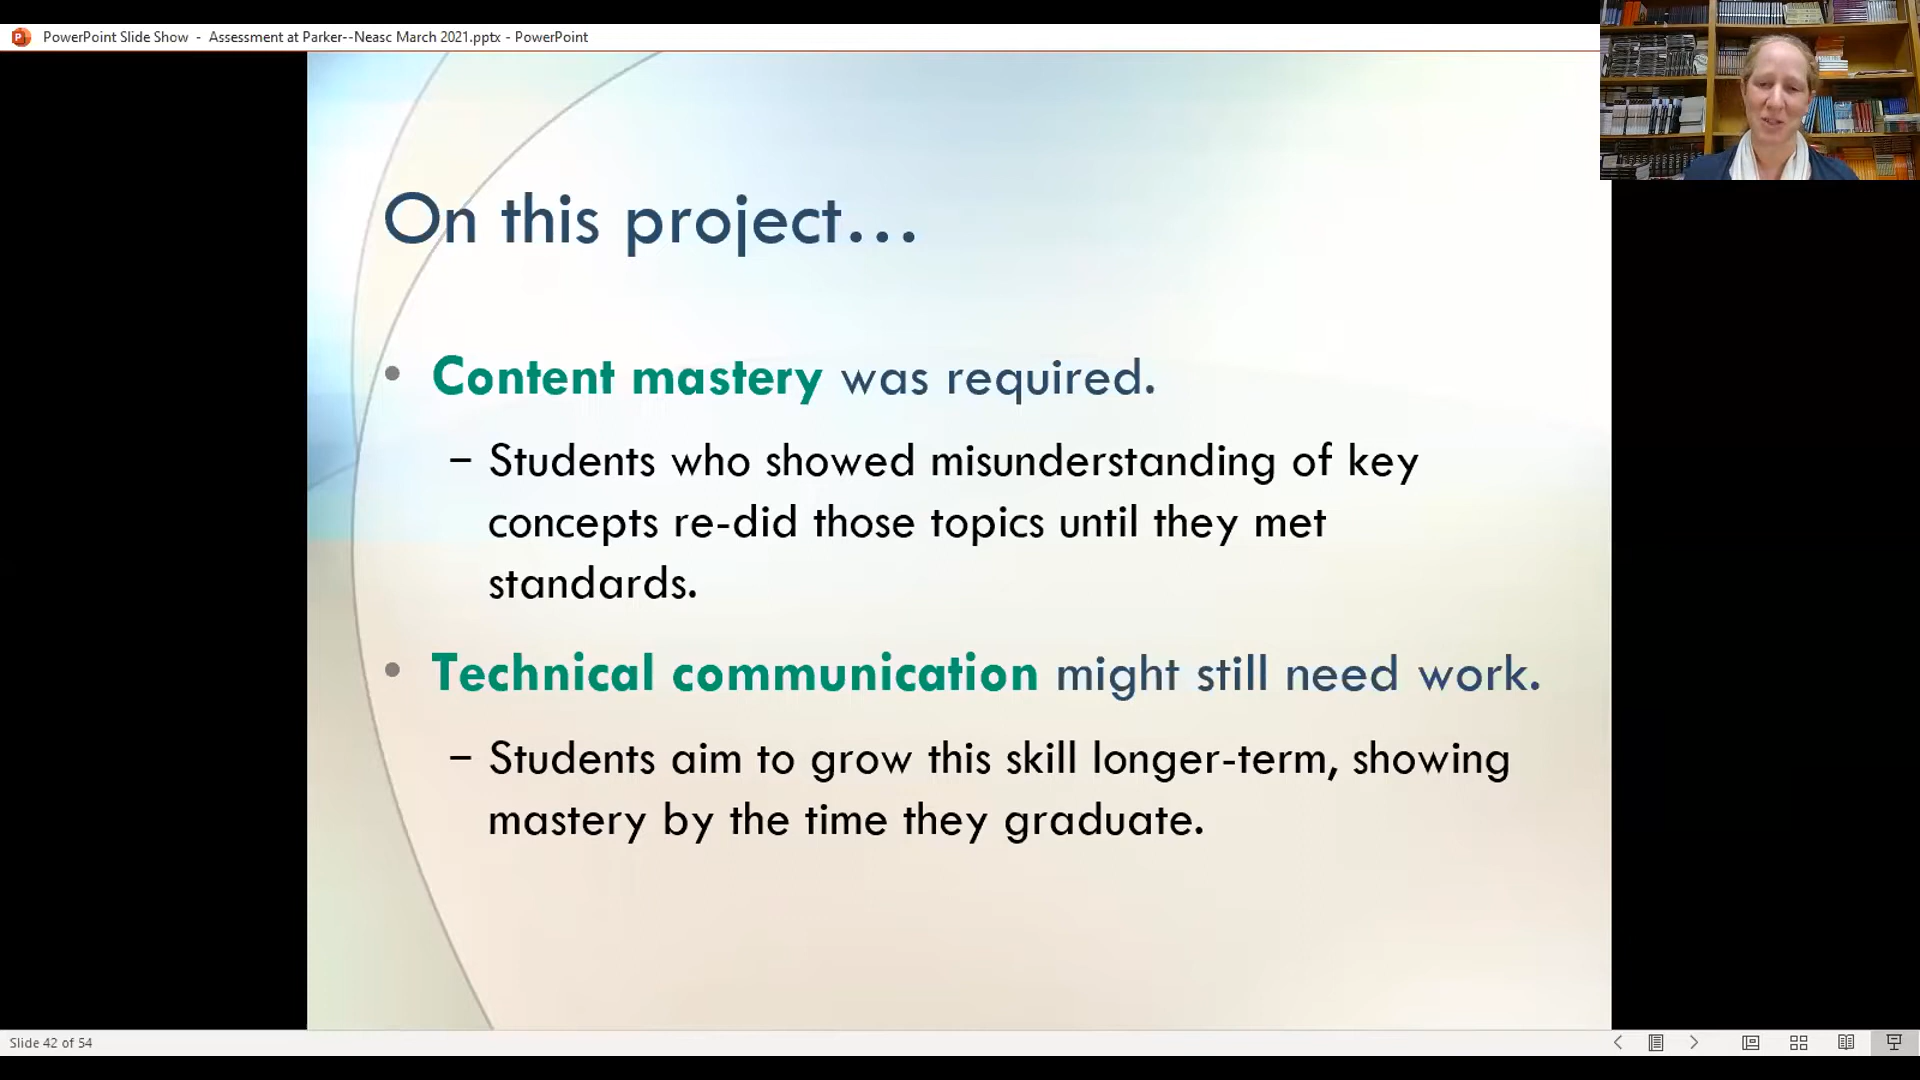 PowerPoint Slide Show - Assessment at Parker--Neasc March 2021.pptx - PowerPoint
On this project...
• Content mastery was required.
– Students who showed misunderstanding of key
concepts re-did those topics until they met
standards.
• Technical communication might still need work.
– Students aim to grow this skill longer-term, showing
mastery by the time they graduate.
Slide 42 of 54